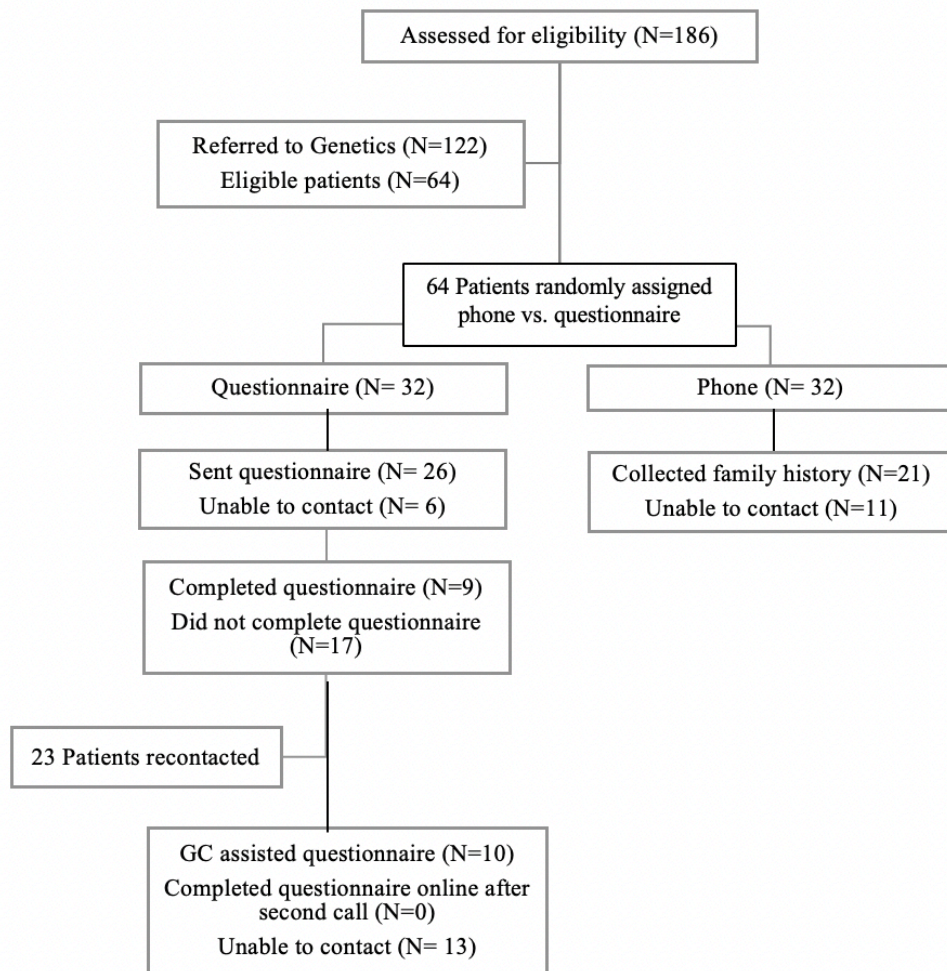 Assessed for eligibility (N=186)
Referred to Genetics (N=122)
Eligible patients (N=64)
64 Patients randomly assigned
phone vs. questionnaire
Questionnaire (N= 32)
Phone (N= 32)
Sent questionnaire (N= 26)
Unable to contact (N= 6)
Collected family history (N=21)
Unable to contact (N=11)
Completed questionnaire (N=9)
Did not complete questionnaire
(N=17)
23 Patients recontacted
GC assisted questionnaire (N=10)
Completed questionnaire online after
second call (N=0)
Unable to contact (N= 13)